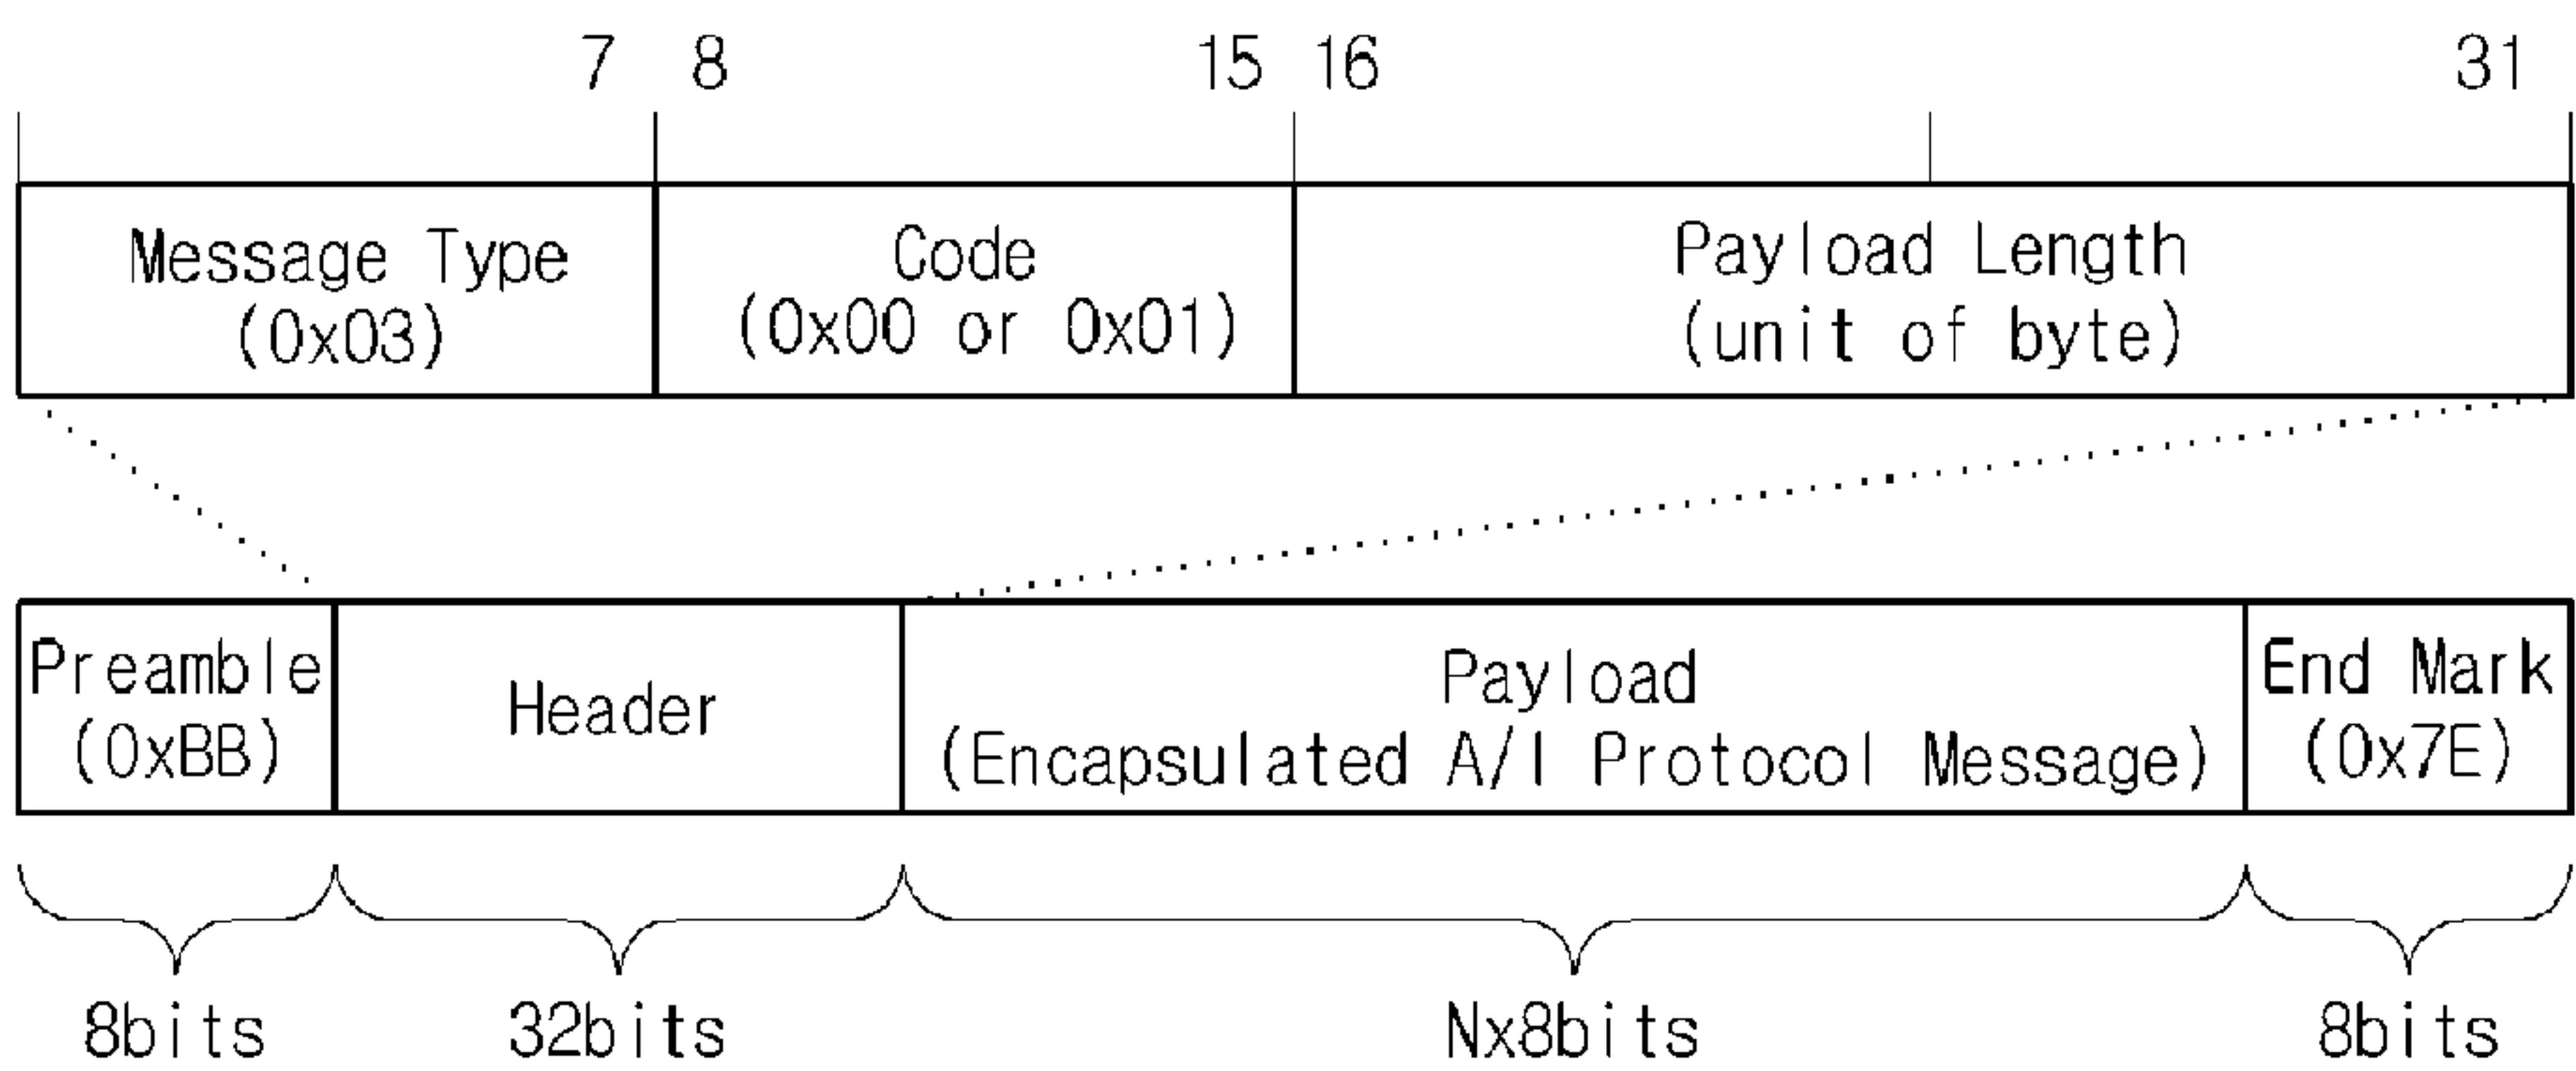 7 8 15 16 31
Message Type Code Payload Length
(0x03) (0x00 or 0x01) (unit of byte)
Preamble Header Payload End Mark
(0xBB) (Encapsulated A/I Protocol Message) (0x7E)
8bits 32bits Nx8bits 8bits